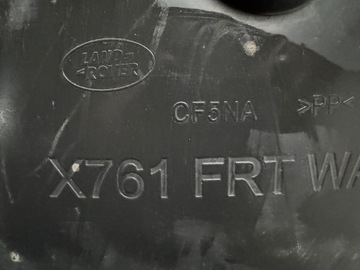 LAND
ROVER
CF5NA >PP<
X761 FRT WA